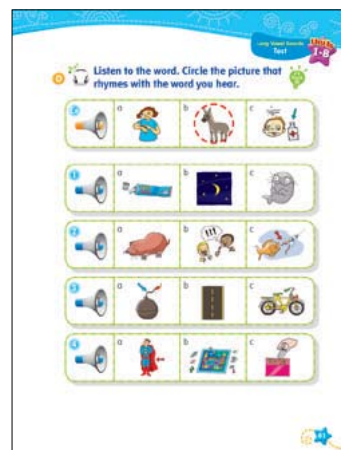 Long Vowel Sounds
Test
Units
1-8
Listen to the word. Circle the picture that
rhymes with the word you hear.
a b c
1 a b c
2 a b c
!!!
3 a b c
4 a b c